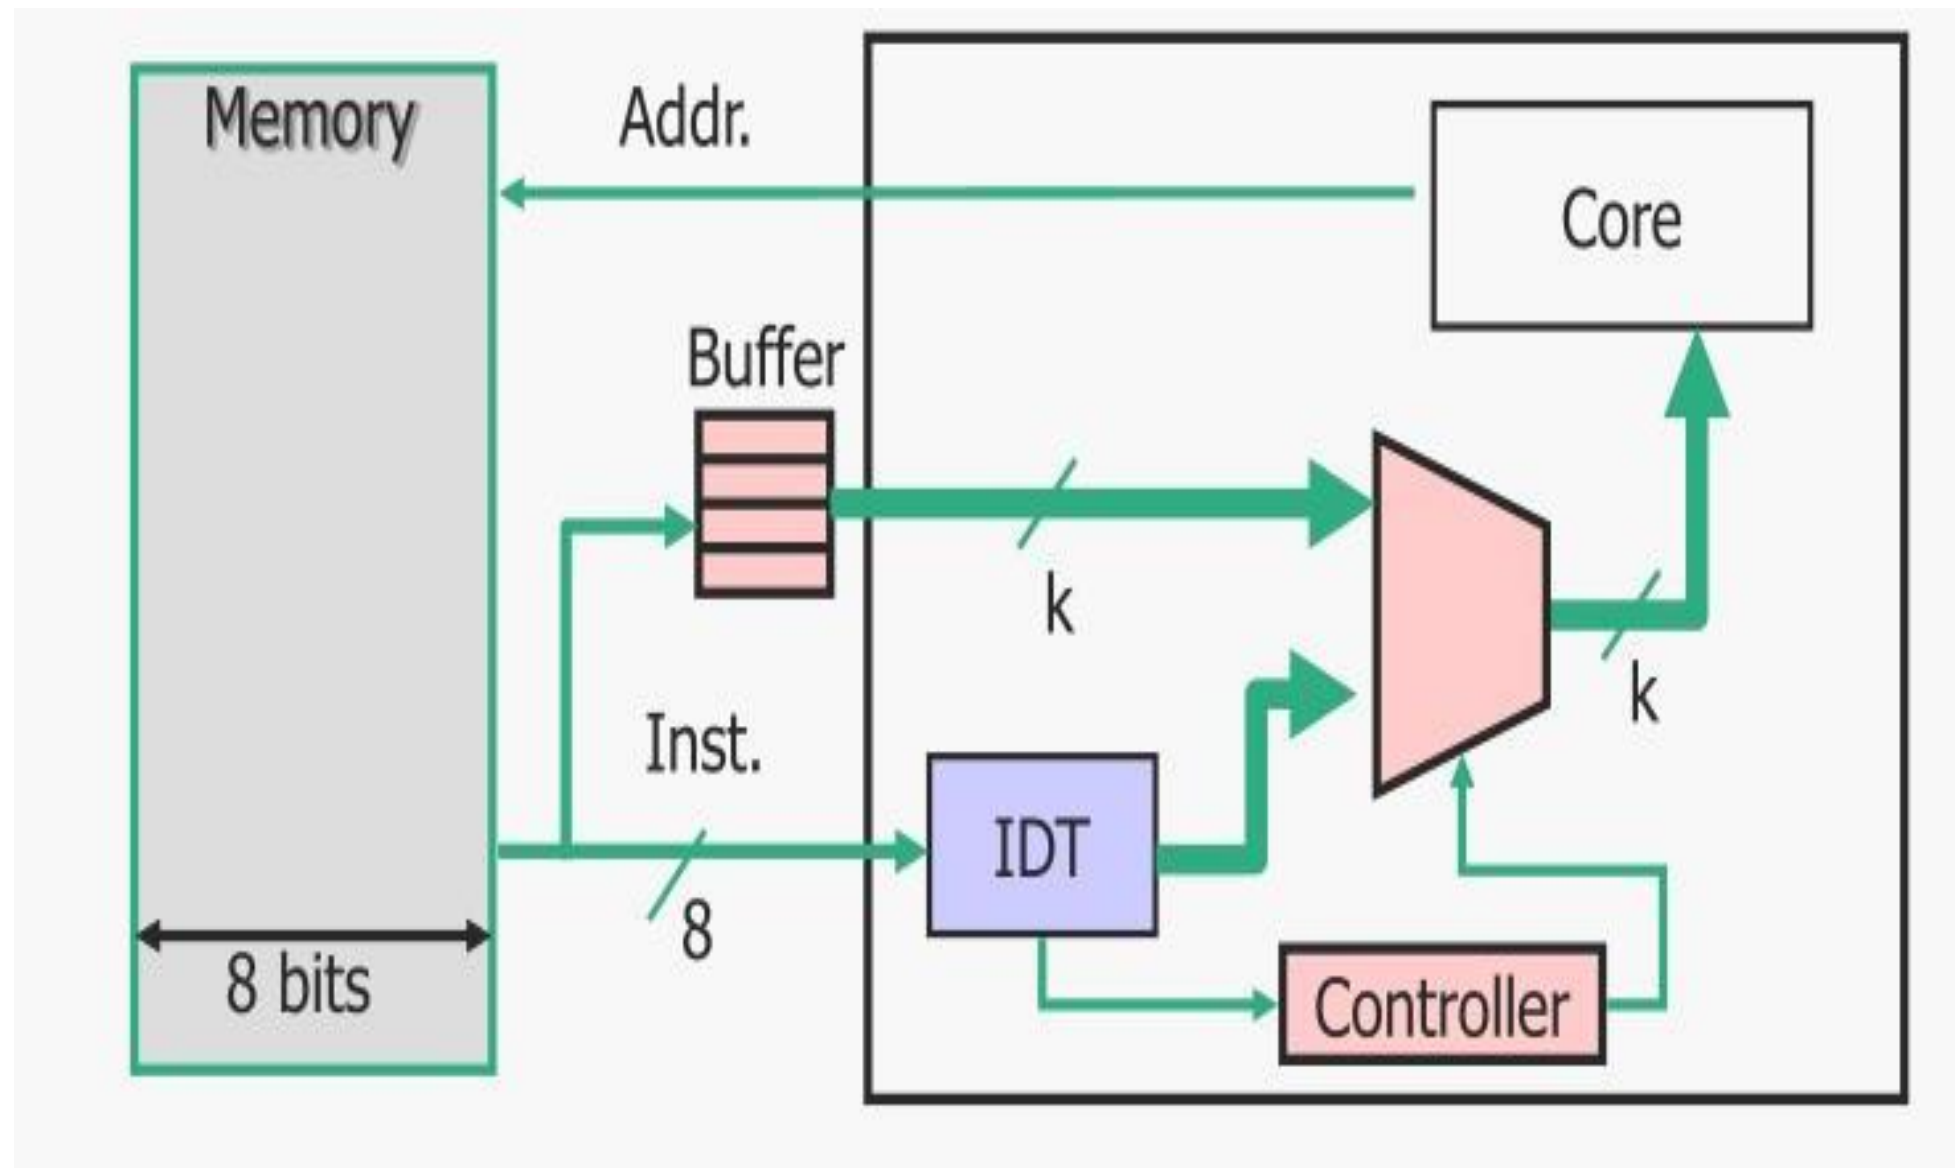 Memory
Addr.
Core
Buffer
k
k
Inst.
IDT
8
8 bits
Controller